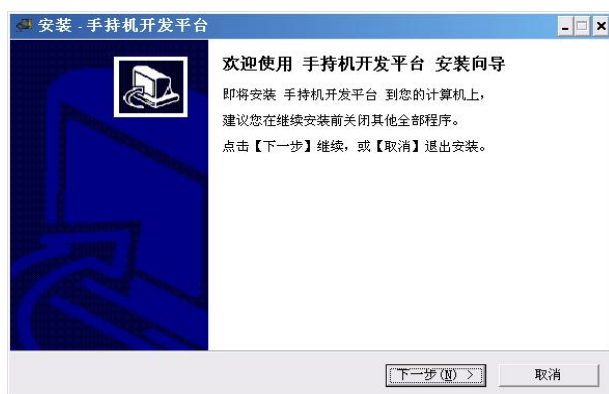 安装 - 手持机开发平台
欢迎使用 手持机开发平台 安装向导
即将安装 手持机开发平台 到您的计算机上，
建议您在继续安装前关闭其他全部程序。
点击【下一步】继续，或【取消】退出安装。
下一步(N) >
取消